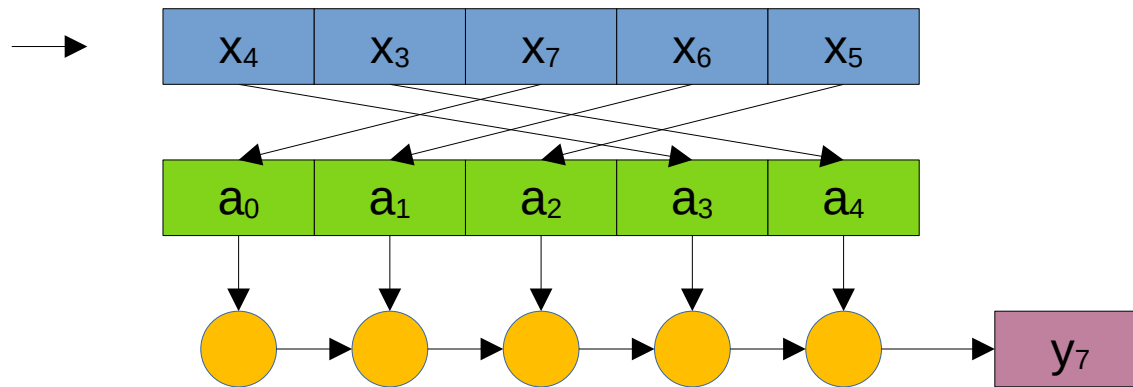 x₄ x₃ x₇ x₆ x₅
a₀ a₁ a₂ a₃ a₄
y₇